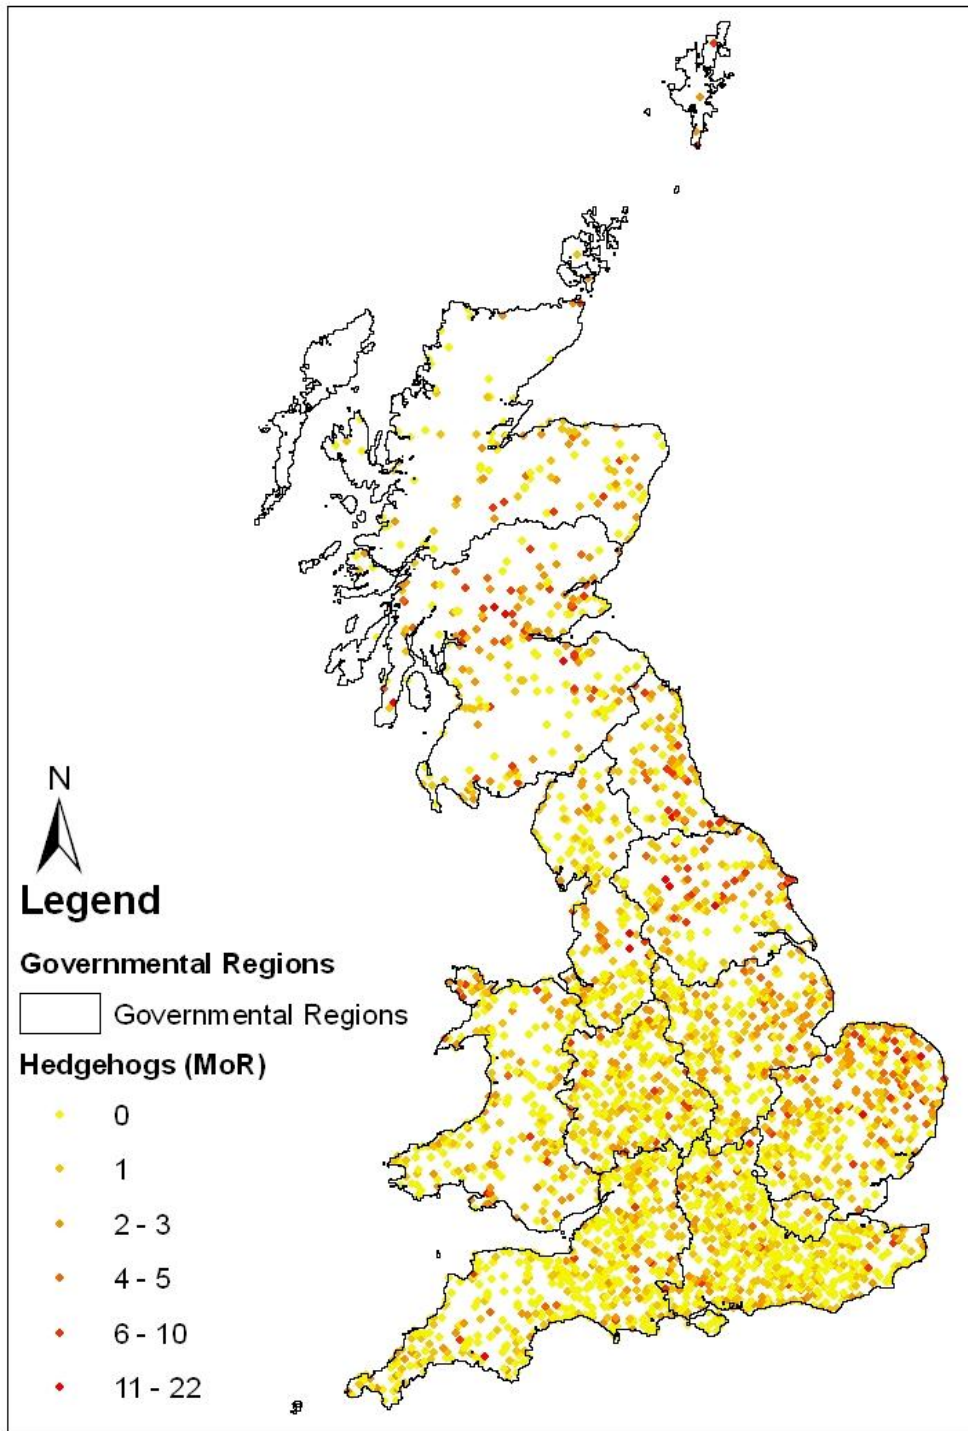 N
Legend
Governmental Regions
Governmental Regions
Hedgehogs (MoR)
0
1
2 - 3
4 - 5
6 - 10
11 - 22